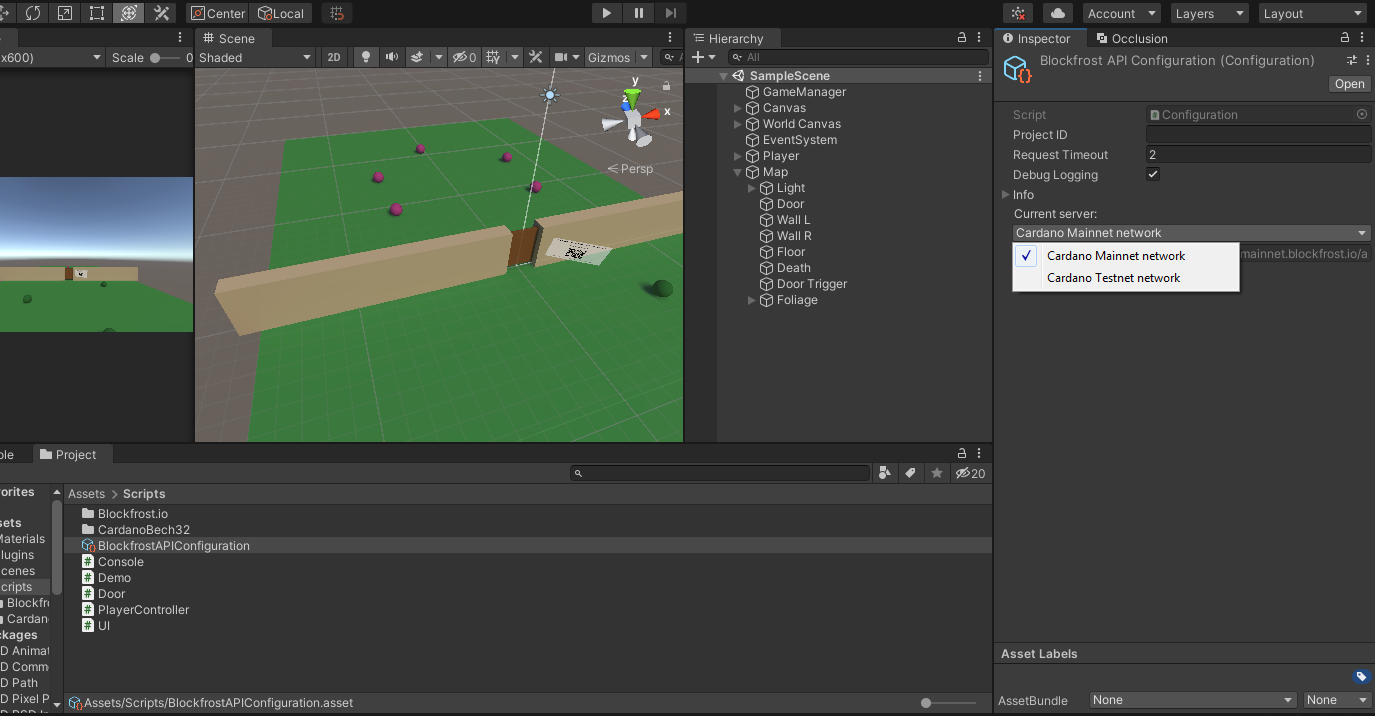 Center
Local
Account
Layers
Layout
x600)
Scale
0
Scene
Shaded
2D
0
Gizmos
y
x
z
Persp
Hierarchy
All
SampleScene
GameManager
Canvas
World Canvas
EventSystem
Player
Map
Light
Door
Wall L
Wall R
Floor
Death
Door Trigger
Foliage
Inspector
Occlusion
Blockfrost API Configuration (Configuration)
Open
Script
Configuration
Project ID
Request Timeout
2
Debug Logging
Info
Current server:
Cardano Mainnet network
Cardano Mainnet network
mainnet.blockfrost.io/a
Cardano Testnet network
ole
Project
20
orites
sets
Materials
lugins
cenes
cripts
Blockfr
Cardan
ckages
D Animat
D Comm
D Path
D Pixel P
Assets > Scripts
Blockfrost.io
CardanoBech32
BlockfrostAPIConfiguration
Console
Demo
Door
PlayerController
UI
Assets/Scripts/BlockfrostAPIConfiguration.asset
Asset Labels
AssetBundle
None
None